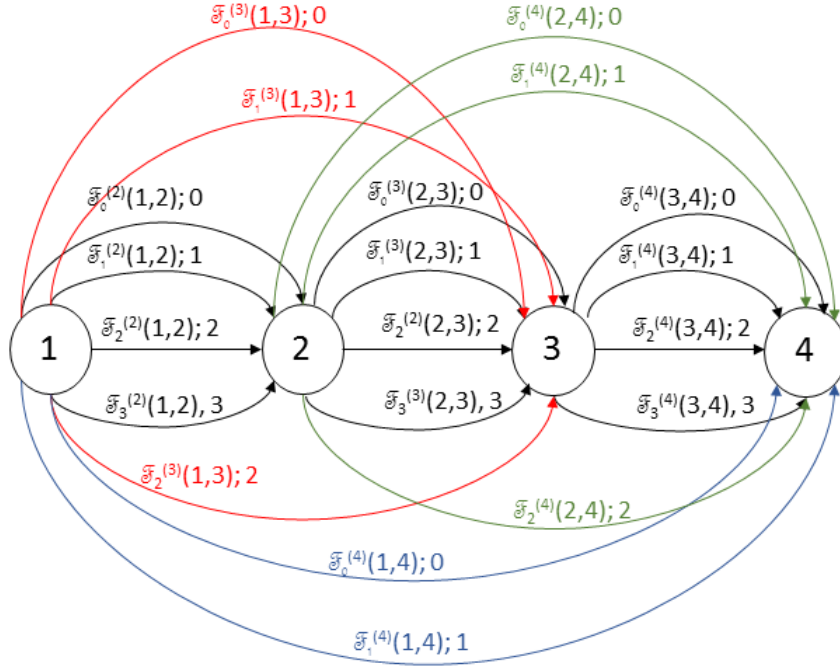 ℱ₀⁽³⁾(1,3); 0
ℱ₀⁽⁴⁾(2,4); 0
ℱ₁⁽⁴⁾(2,4); 1
ℱ₁⁽³⁾(1,3); 1
ℱ₀⁽²⁾(1,2); 0
ℱ₀⁽³⁾(2,3); 0
ℱ₀⁽⁴⁾(3,4); 0
ℱ₁⁽²⁾(1,2); 1
ℱ₁⁽³⁾(2,3); 1
ℱ₁⁽⁴⁾(3,4); 1
ℱ₂⁽²⁾(1,2); 2
ℱ₂⁽²⁾(2,3); 2
ℱ₂⁽⁴⁾(3,4); 2
1
2
3
4
ℱ₃⁽²⁾(1,2), 3
ℱ₃⁽³⁾(2,3), 3
ℱ₃⁽⁴⁾(3,4), 3
ℱ₂⁽³⁾(1,3); 2
ℱ₂⁽⁴⁾(2,4); 2
ℱ₀⁽⁴⁾(1,4); 0
ℱ₁⁽⁴⁾(1,4); 1